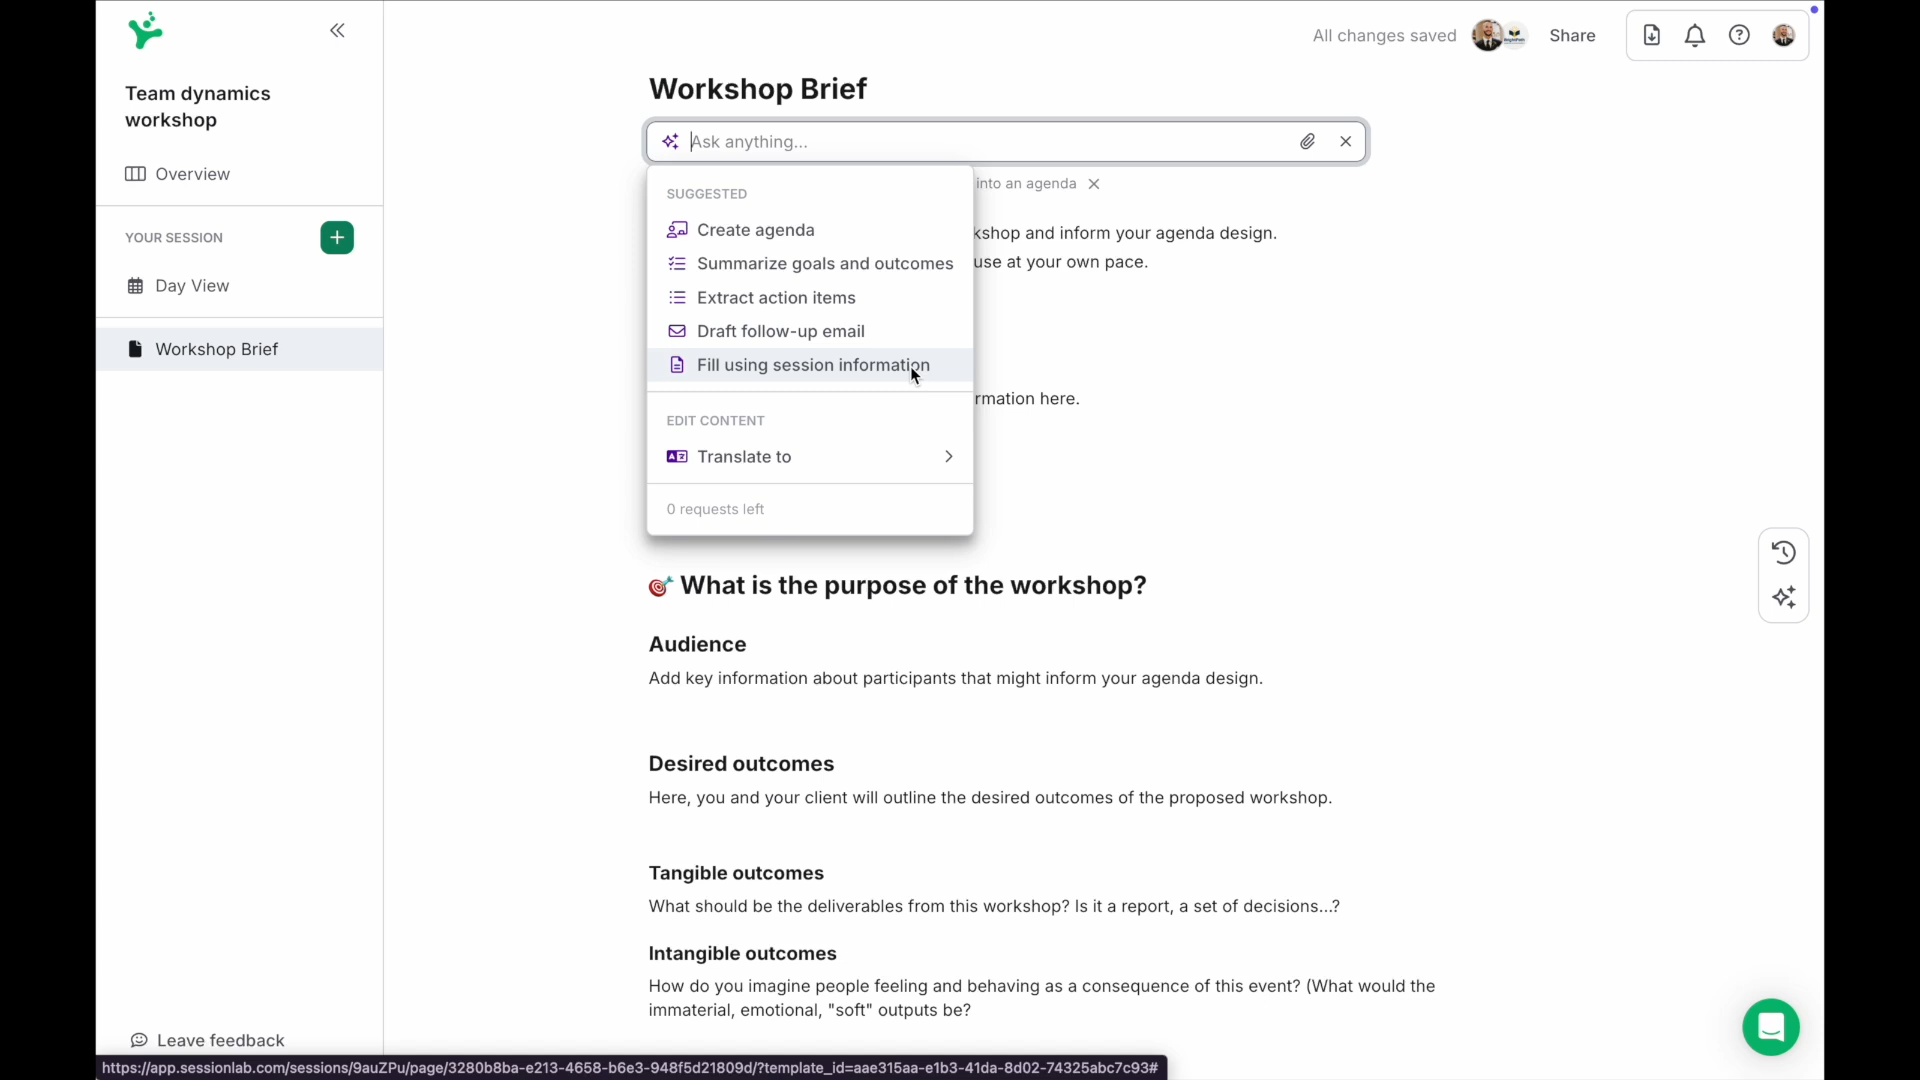 Team dynamics
workshop
Overview
YOUR SESSION
Day View
Workshop Brief
Leave feedback
All changes saved
Share
Workshop Brief
Ask anything...
into an agenda
kshop and inform your agenda design.
use at your own pace.
rmation here.
SUGGESTED
Create agenda
Summarize goals and outcomes
Extract action items
Draft follow-up email
Fill using session information
EDIT CONTENT
Translate to
0 requests left
What is the purpose of the workshop?
Audience
Add key information about participants that might inform your agenda design.
Desired outcomes
Here, you and your client will outline the desired outcomes of the proposed workshop.
Tangible outcomes
What should be the deliverables from this workshop? Is it a report, a set of decisions...?
Intangible outcomes
How do you imagine people feeling and behaving as a consequence of this event? (What would the
immaterial, emotional, "soft" outputs be?
https://app.sessionlab.com/sessions/9auZPu/page/3280b8ba-e213-4658-b6e3-948f5d21809d/?template_id=aae315aa-e1b3-41da-8d02-74325abc7c93#